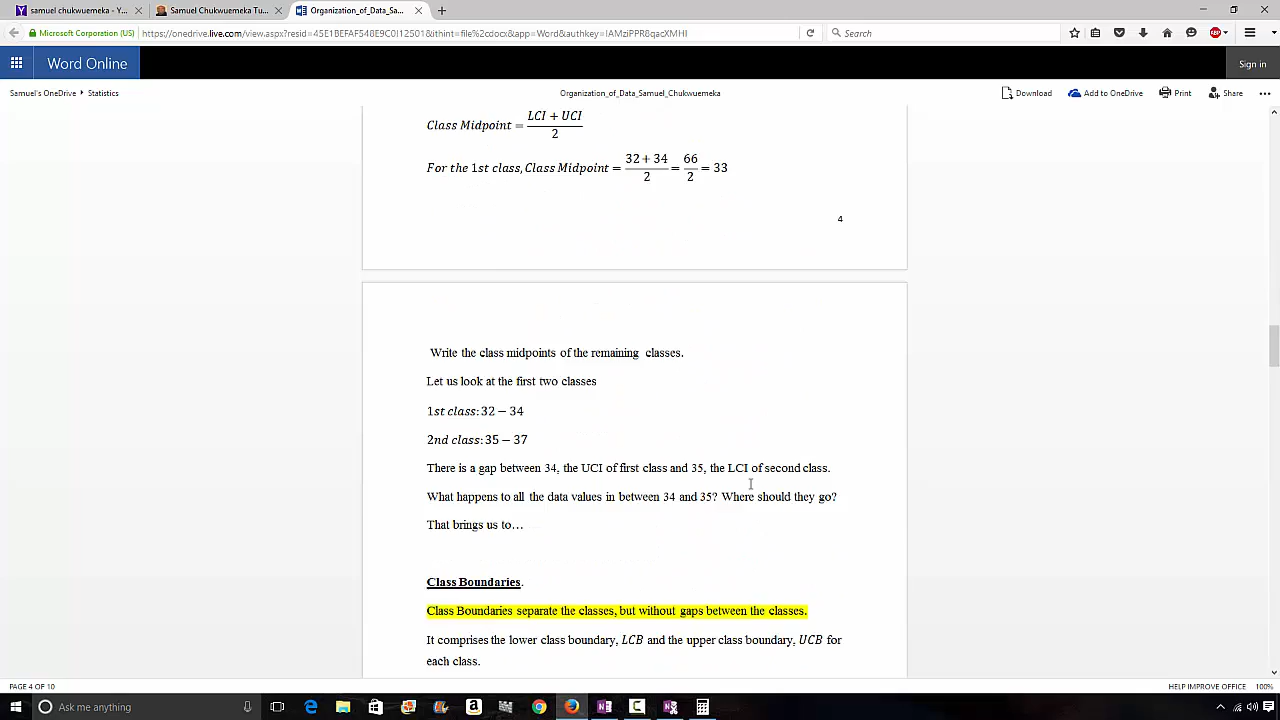 samuel chukwuemeka - Y...
Samuel Chukwuemeka Tu...
Organization_of_Data_Sa...
Microsoft Corporation (US)
https://onedrive.live.com/view.aspx?resid=45E1BEFAF548E9C0!12501&ithint=file%2cdocx&app=Word&authkey=!AMziPPR8qacXMHI
Search
Word Online
Sign in
Samuel's OneDrive
Statistics
Organization_of_Data_Samuel_Chukwuemeka
Download
Add to OneDrive
Print
Share
Class Midpoint = LCI + UCI / 2
For the 1st class, Class Midpoint = 32 + 34 / 2 = 66 / 2 = 33
4
Write the class midpoints of the remaining classes.
Let us look at the first two classes
1st class: 32 − 34
2nd class: 35 − 37
There is a gap between 34, the UCI of first class and 35, the LCI of second class.
What happens to all the data values in between 34 and 35? Where should they go?
That brings us to…
Class Boundaries.
Class Boundaries separate the classes, but without gaps between the classes.
It comprises the lower class boundary, LCB and the upper class boundary, UCB for
each class.
PAGE 4 OF 10
HELP IMPROVE OFFICE
100%
Ask me anything